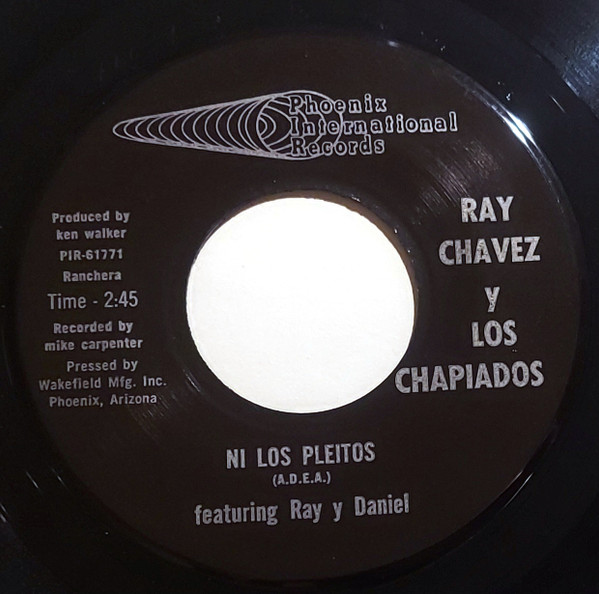 Phoenix
International
Records
Produced by
ken walker
PIR-61771
Ranchera
Time - 2:45
Recorded by
mike carpenter
Pressed by
Wakefield Mfg. Inc.
Phoenix, Arizona
RAY
CHAVEZ
y
LOS
CHAPIADOS
NI LOS PLEITOS
(A.D.E.A.)
featuring Ray y Daniel